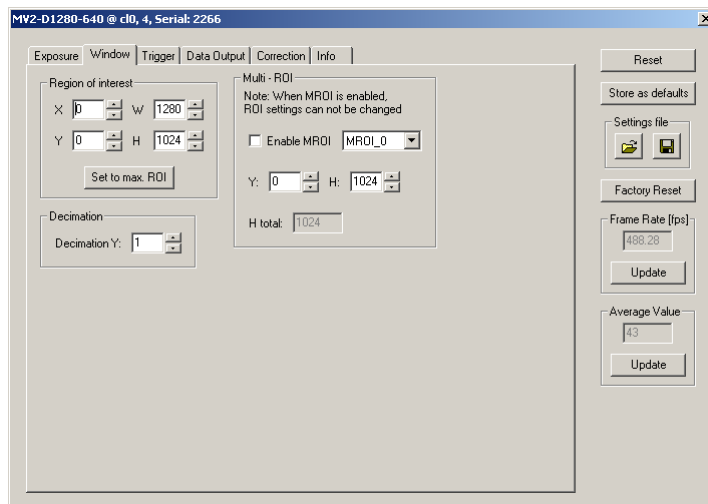 MV2-D1280-640 @ cl0, 4, Serial: 2266
Exposure Window Trigger Data Output Correction Info
Region of interest
X 0 W 1280
Y 0 H 1024
Set to max. ROI
Decimation
Decimation Y: 1
Multi - ROI
Note: When MROI is enabled,
ROI settings can not be changed
Enable MROI MROI_0
Y: 0 H: 1024
H total: 1024
Reset
Store as defaults
Settings file
Factory Reset
Frame Rate [fps]
488.28
Update
Average Value
43
Update